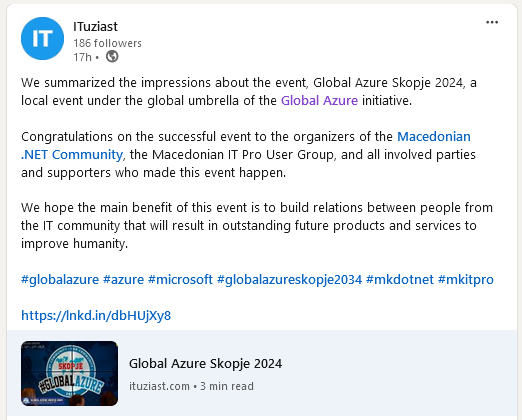 IT
ITuziast
186 followers
17h •
We summarized the impressions about the event, Global Azure Skopje 2024, a
local event under the global umbrella of the Global Azure initiative.
Congratulations on the successful event to the organizers of the Macedonian
.NET Community, the Macedonian IT Pro User Group, and all involved parties
and supporters who made this event happen.
We hope the main benefit of this event is to build relations between people from
the IT community that will result in outstanding future products and services to
improve humanity.
#globalazure #azure #microsoft #globalazureskopje2034 #mkdotnet #mkitpro
https://lnkd.in/dbHUjXy8
SKOPJE
#GLOBALAZURE
Global Azure Skopje 2024
ituziast.com • 3 min read